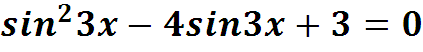 sin²3x − 4sin3x + 3 = 0